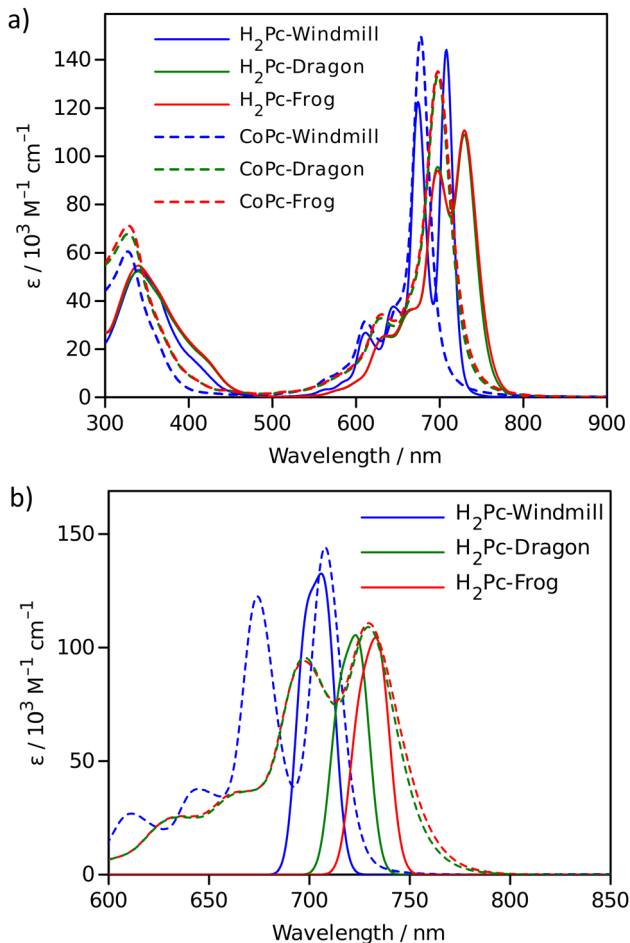 a)
H₂Pc-Windmill
H₂Pc-Dragon
H₂Pc-Frog
CoPc-Windmill
CoPc-Dragon
CoPc-Frog
ε / 10³ M⁻¹ cm⁻¹
140
120
100
80
60
40
20
0
300 400 500 600 700 800 900
Wavelength / nm
b)
H₂Pc-Windmill
H₂Pc-Dragon
H₂Pc-Frog
ε / 10³ M⁻¹ cm⁻¹
150
100
50
0
600 650 700 750 800 850
Wavelength / nm